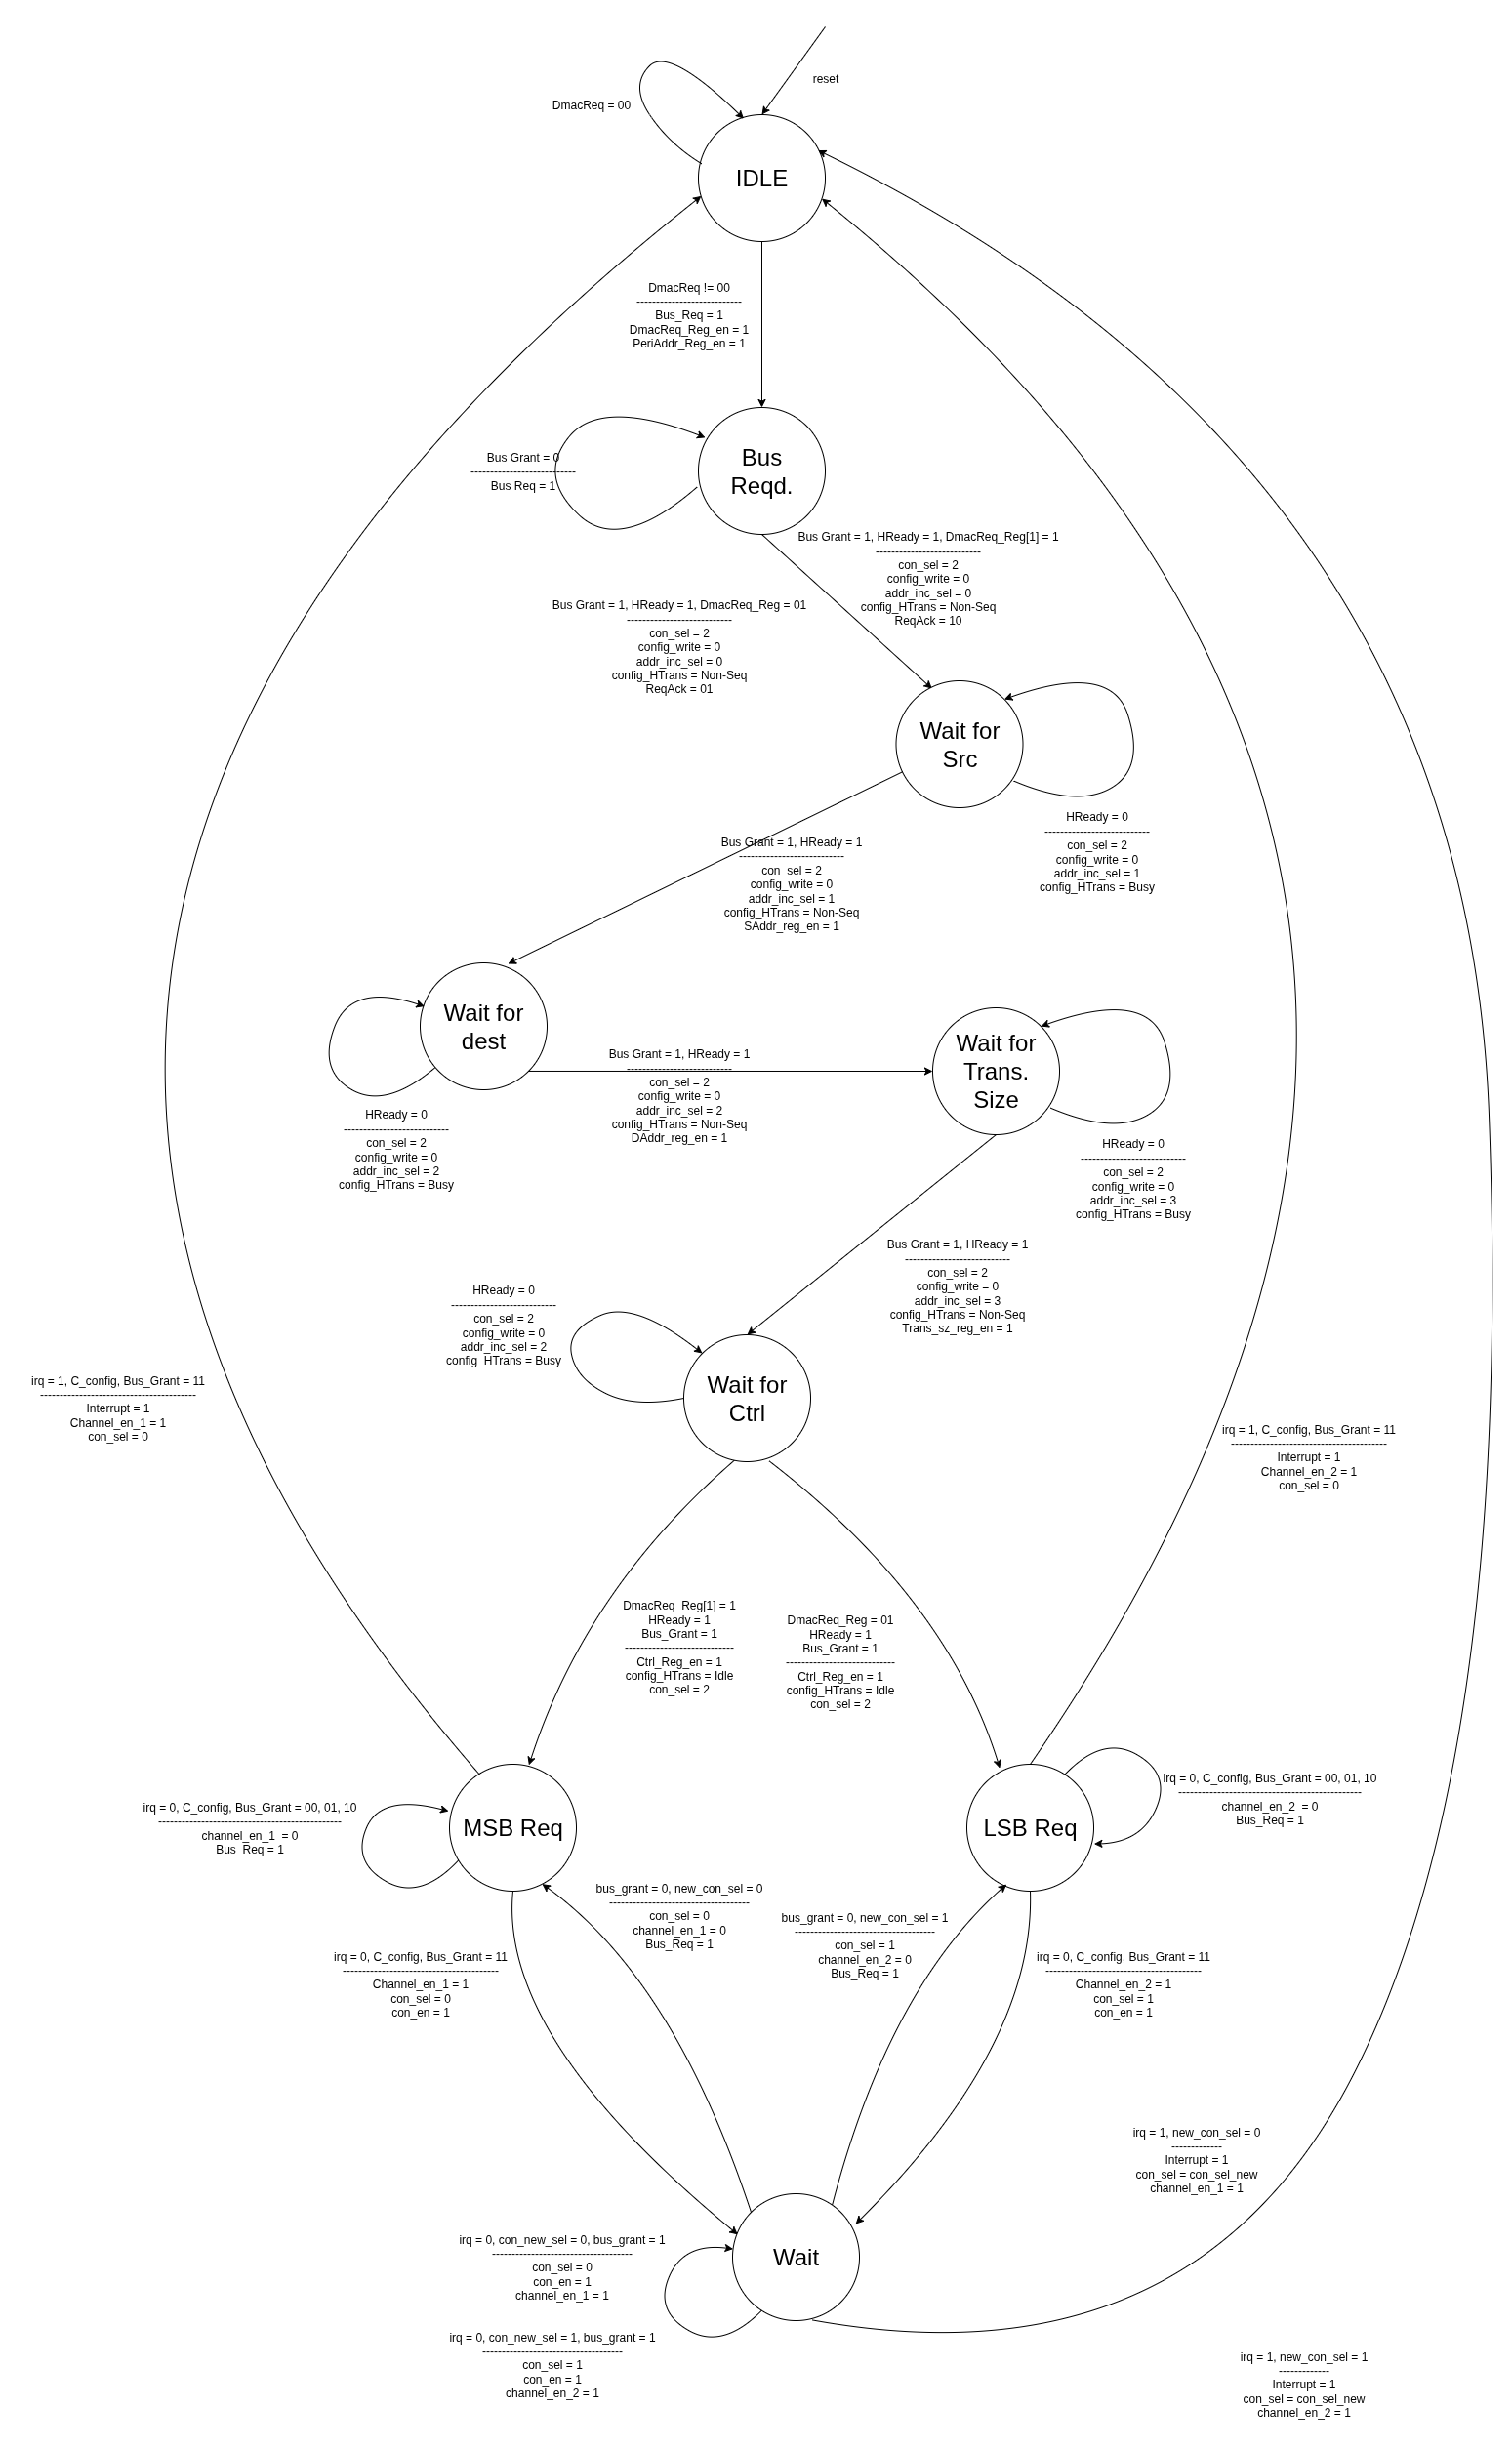 reset
DmacReq = 00
IDLE
DmacReq != 00
---------------------------
Bus_Req = 1
DmacReq_Reg_en = 1
PeriAddr_Reg_en = 1
Bus
Reqd.
Bus Grant = 0
---------------------------
Bus Req = 1
Bus Grant = 1, HReady = 1, DmacReq_Reg[1] = 1
---------------------------
con_sel = 2
config_write = 0
addr_inc_sel = 0
config_HTrans = Non-Seq
ReqAck = 10
Bus Grant = 1, HReady = 1, DmacReq_Reg = 01
---------------------------
con_sel = 2
config_write = 0
addr_inc_sel = 0
config_HTrans = Non-Seq
ReqAck = 01
Wait for
Src
HReady = 0
---------------------------
con_sel = 2
config_write = 0
addr_inc_sel = 1
config_HTrans = Busy
Bus Grant = 1, HReady = 1
---------------------------
con_sel = 2
config_write = 0
addr_inc_sel = 1
config_HTrans = Non-Seq
SAddr_reg_en = 1
Wait for
dest
HReady = 0
---------------------------
con_sel = 2
config_write = 0
addr_inc_sel = 2
config_HTrans = Busy
Bus Grant = 1, HReady = 1
---------------------------
con_sel = 2
config_write = 0
addr_inc_sel = 2
config_HTrans = Non-Seq
DAddr_reg_en = 1
Wait for
Trans.
Size
HReady = 0
---------------------------
con_sel = 2
config_write = 0
addr_inc_sel = 3
config_HTrans = Busy
Bus Grant = 1, HReady = 1
---------------------------
con_sel = 2
config_write = 0
addr_inc_sel = 3
config_HTrans = Non-Seq
Trans_sz_reg_en = 1
HReady = 0
---------------------------
con_sel = 2
config_write = 0
addr_inc_sel = 2
config_HTrans = Busy
Wait for
Ctrl
irq = 1, C_config, Bus_Grant = 11
----------------------------------------
Interrupt = 1
Channel_en_1 = 1
con_sel = 0
irq = 1, C_config, Bus_Grant = 11
----------------------------------------
Interrupt = 1
Channel_en_2 = 1
con_sel = 0
DmacReq_Reg[1] = 1
HReady = 1
Bus_Grant = 1
----------------------------
Ctrl_Reg_en = 1
config_HTrans = Idle
con_sel = 2
DmacReq_Reg = 01
HReady = 1
Bus_Grant = 1
----------------------------
Ctrl_Reg_en = 1
config_HTrans = Idle
con_sel = 2
irq = 0, C_config, Bus_Grant = 00, 01, 10
-----------------------------------------------
channel_en_1  = 0
Bus_Req = 1
MSB Req
LSB Req
irq = 0, C_config, Bus_Grant = 00, 01, 10
-----------------------------------------------
channel_en_2  = 0
Bus_Req = 1
bus_grant = 0, new_con_sel = 0
------------------------------------
con_sel = 0
channel_en_1 = 0
Bus_Req = 1
bus_grant = 0, new_con_sel = 1
------------------------------------
con_sel = 1
channel_en_2 = 0
Bus_Req = 1
irq = 0, C_config, Bus_Grant = 11
----------------------------------------
Channel_en_1 = 1
con_sel = 0
con_en = 1
irq = 0, C_config, Bus_Grant = 11
----------------------------------------
Channel_en_2 = 1
con_sel = 1
con_en = 1
irq = 1, new_con_sel = 0
-------------
Interrupt = 1
con_sel = con_sel_new
channel_en_1 = 1
Wait
irq = 0, con_new_sel = 0, bus_grant = 1
------------------------------------
con_sel = 0
con_en = 1
channel_en_1 = 1
irq = 0, con_new_sel = 1, bus_grant = 1
------------------------------------
con_sel = 1
con_en = 1
channel_en_2 = 1
irq = 1, new_con_sel = 1
-------------
Interrupt = 1
con_sel = con_sel_new
channel_en_2 = 1